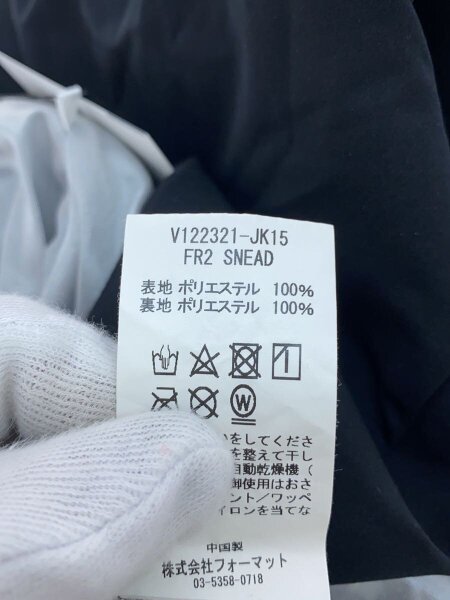 V122321-JK15
FR2 SNEAD
表地 ポリエステル 100%
裏地 ポリエステル 100%
W
をしてくださ
を整えて干し
自動乾燥機（
御使用はおさ
ント／ワッペ
イロンを当てな
中国製
株式会社フォーマット
03-5358-0718